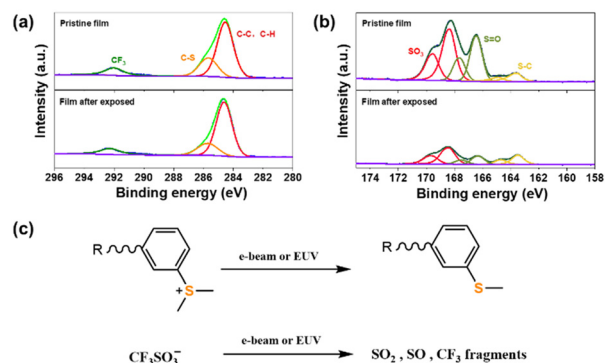 (a)
Pristine film
CF₃
C-S
C-C、C-H
Film after exposed
Intensity (a.u.)
296 294 292 290 288 286 284 282 280
Binding energy (eV)
(b)
Pristine film
SO₃
S=O
S-C
Film after exposed
Intensity (a.u.)
175 170 168 166 164 162 160 158
Binding energy (eV)
(c)
R
S
+
e-beam or EUV
R
S
CF₃SO₃⁻
e-beam or EUV
SO₂ , SO , CF₃ fragments